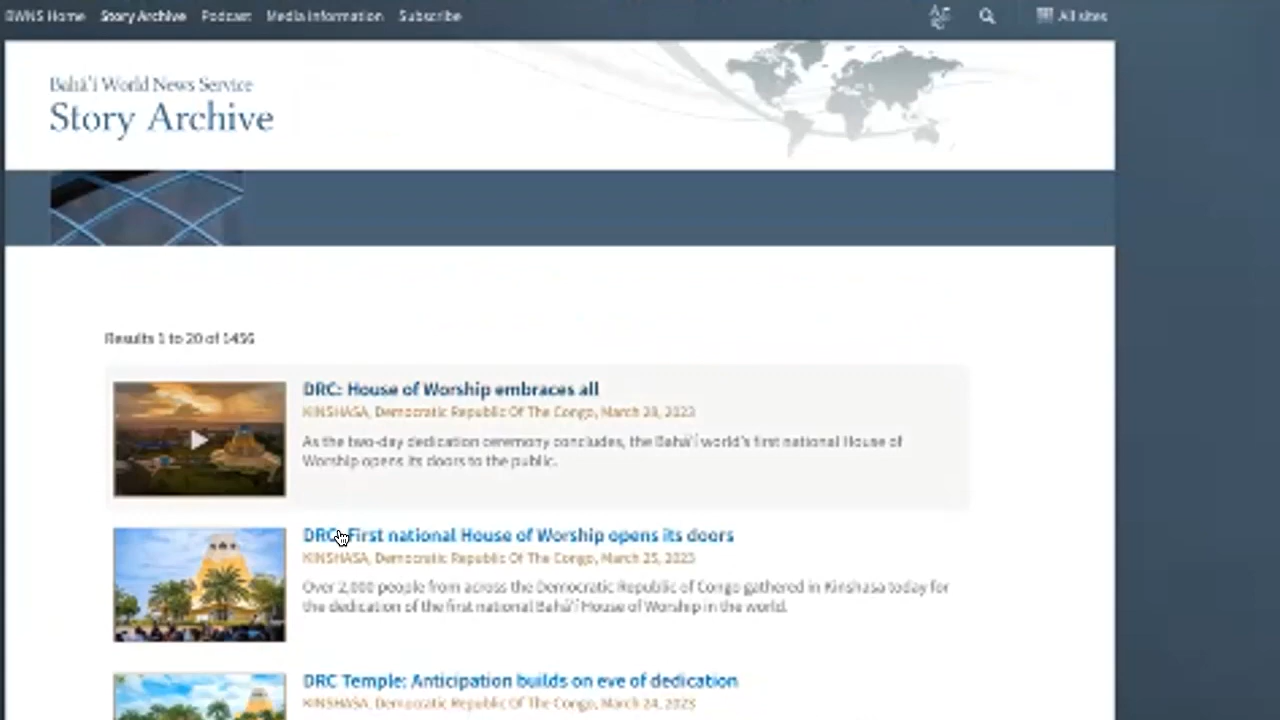 BWNS Home Story Archive Podcast Media Information Subscribe All sites
Bahá'í World News Service
Story Archive
Results 1 to 20 of 1456
DRC: House of Worship embraces all
KINSHASA, Democratic Republic Of The Congo, March 28, 2023
As the two-day dedication ceremony concludes, the Bahá'í world's first national House of
Worship opens its doors to the public.
DRC: First national House of Worship opens its doors
KINSHASA, Democratic Republic Of The Congo, March 25, 2023
Over 2,000 people from across the Democratic Republic of Congo gathered in Kinshasa today for
the dedication of the first national Bahá'í House of Worship in the world.
DRC Temple: Anticipation builds on eve of dedication
KINSHASA, Democratic Republic Of The Congo, March 24, 2023